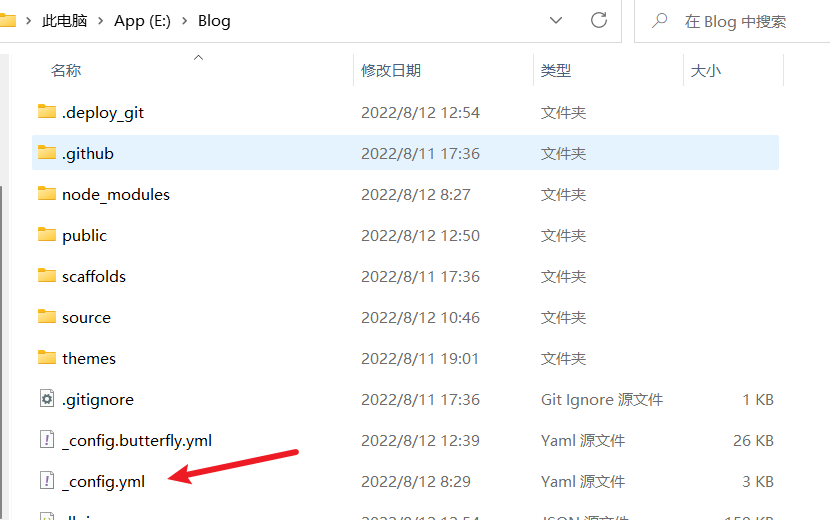 此电脑 > App (E:) > Blog 在 Blog 中搜索
名称 修改日期 类型 大小
.deploy_git 2022/8/12 12:54 文件夹
.github 2022/8/11 17:36 文件夹
node_modules 2022/8/12 8:27 文件夹
public 2022/8/12 12:50 文件夹
scaffolds 2022/8/11 17:36 文件夹
source 2022/8/12 10:46 文件夹
themes 2022/8/11 19:01 文件夹
.gitignore 2022/8/11 17:36 Git Ignore 源文件 1 KB
_config.butterfly.yml 2022/8/12 12:39 Yaml 源文件 26 KB
_config.yml 2022/8/12 8:29 Yaml 源文件 3 KB